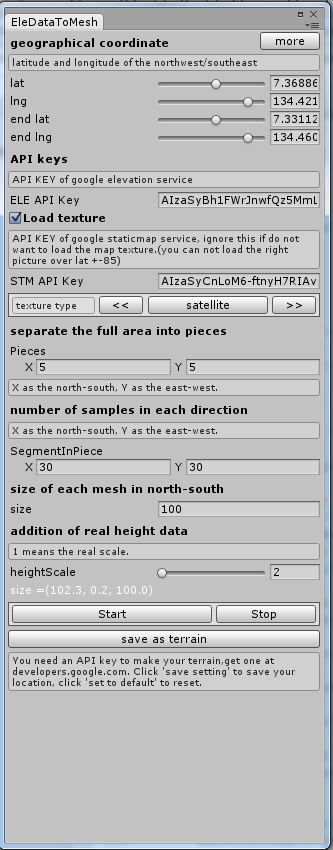 EleDataToMesh
geographical coordinate more
latitude and longitude of the northwest/southeast
lat 7.36886
lng 134.421
end lat 7.33112
end lng 134.460
API keys
API KEY of google elevation service
ELE API Key AIzaSyBh1FWrJnwfQz5MmL
Load texture
API KEY of google staticmap service, ignore this if do not
want to load the map texture.(you can not load the right
picture over lat +-85)
STM API Key AIzaSyCnLoM6-ftnyH7RIAv
texture type << satellite >>
separate the full area into pieces
Pieces
X 5 Y 5
X as the north-south, Y as the east-west.
number of samples in each direction
X as the north-south, Y as the east-west.
SegmentInPiece
X 30 Y 30
size of each mesh in north-south
size 100
addition of real height data
1 means the real scale.
heightScale 2
size =(102.3, 0.2, 100.0)
Start Stop
save as terrain
You need an API key to make your terrain,get one at
developers.google.com. Click 'save setting' to save your
location, click 'set to default' to reset.